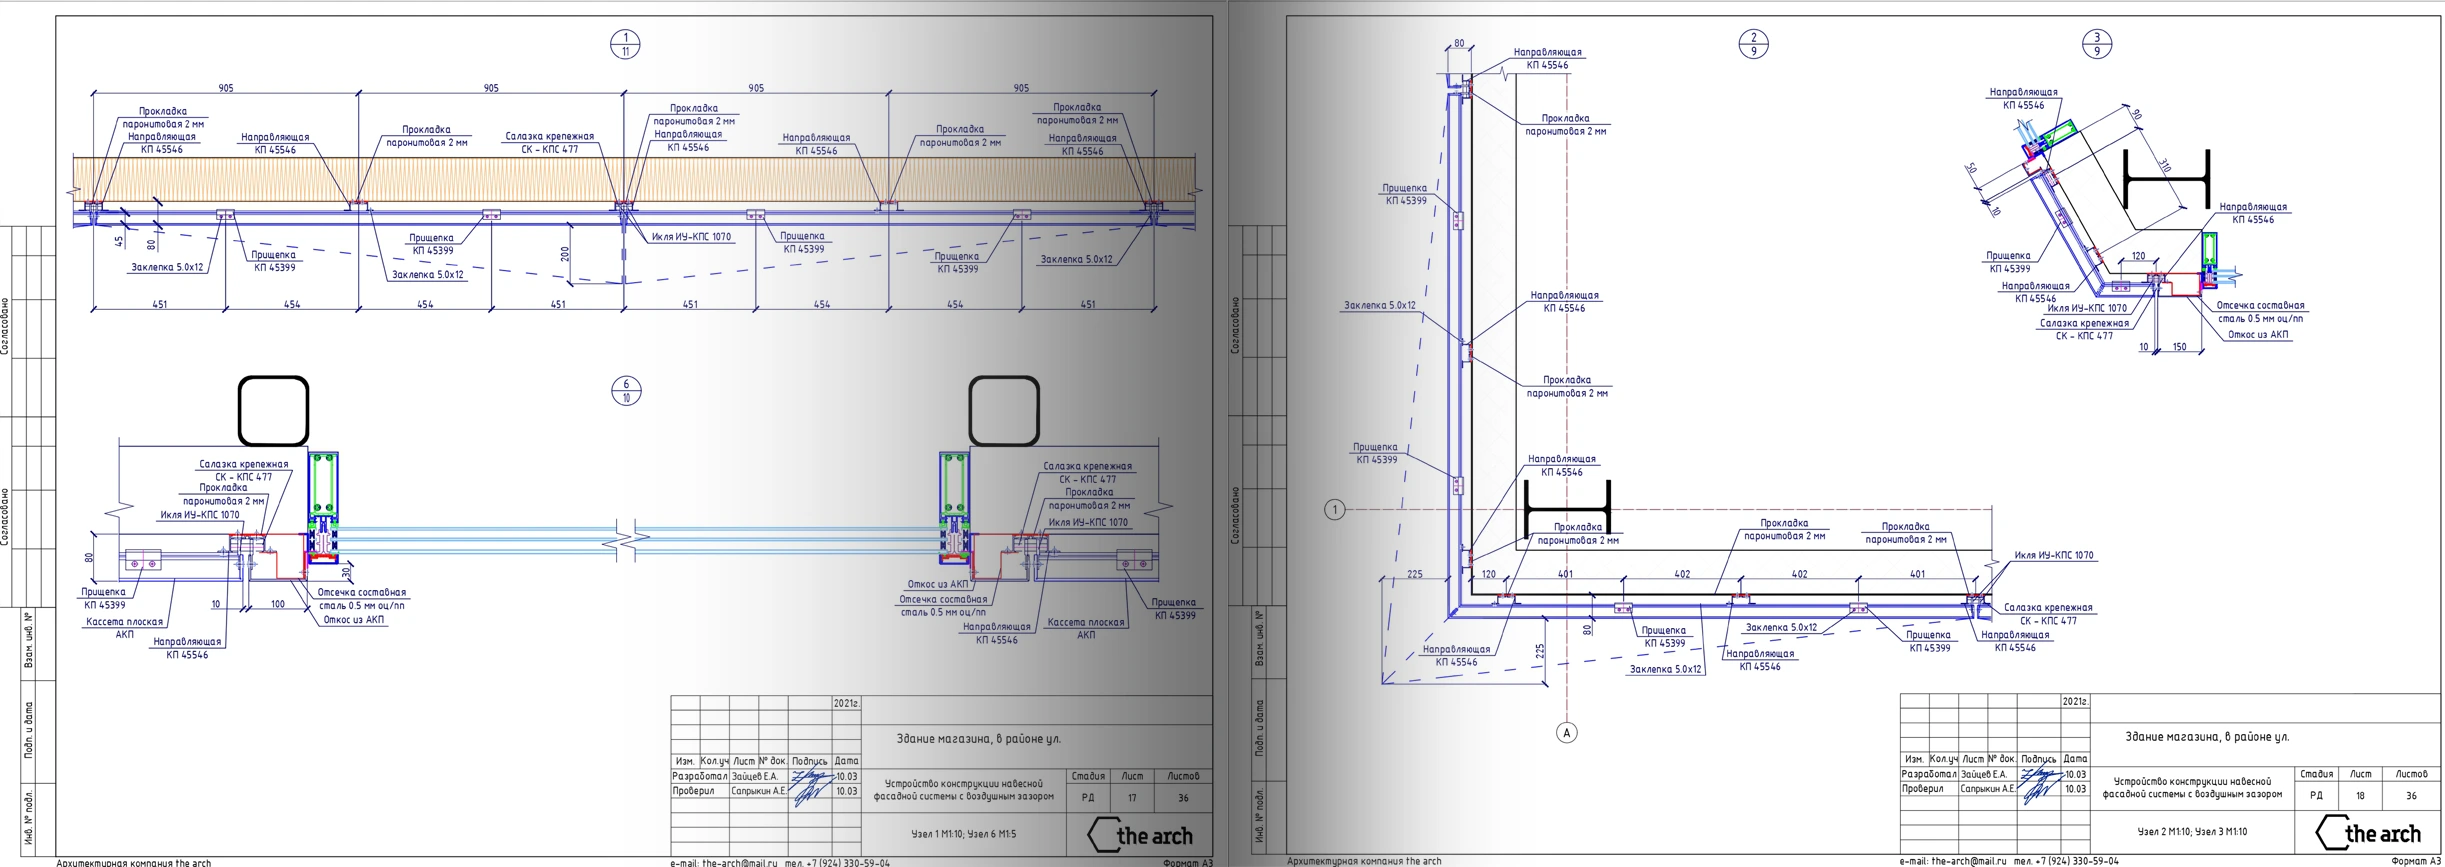 1
11
905
905
905
905
Прокладка
паронитовая 2 мм
Направляющая
КП 45546
Направляющая
КП 45546
Прокладка
паронитовая 2 мм
Салазка крепежная
СК - КПС 477
Прокладка
паронитовая 2 мм
Направляющая
КП 45546
Направляющая
КП 45546
Прокладка
паронитовая 2 мм
Прокладка
паронитовая 2 мм
Направляющая
КП 45546
45
80
Заклепка 5.0х12
Прищепка
КП 45399
Прищепка
КП 45399
Заклепка 5.0х12
200
Икля ИУ-КПС 1070
Прищепка
КП 45399
Прищепка
КП 45399
Заклепка 5.0х12
451
454
454
451
451
454
454
451
6
10
Салазка крепежная
СК - КПС 477
Прокладка
паронитовая 2 мм
Икля ИУ-КПС 1070
80
Прищепка
КП 45399
Кассета плоская
АКП
10
100
30
Направляющая
КП 45546
Отсечка составная
сталь 0.5 мм оц/пп
Откос из АКП
Салазка крепежная
СК - КПС 477
Прокладка
паронитовая 2 мм
Икля ИУ-КПС 1070
Откос из АКП
Отсечка составная
сталь 0.5 мм оц/пп
Направляющая
КП 45546
Кассета плоская
АКП
Прищепка
КП 45399
Согласовано
Согласовано
Взам. инв. №
Подп. и дата
Инв. № подл.
2021г.
Здание магазина, в районе ул.
Изм. Кол.уч Лист № док. Подпись Дата
Разработал Зайцев Е.А. 10.03
Проверил Сапрыкин А.Е. 10.03
Устройство конструкции навесной
фасадной системы с воздушным зазором
Стадия Лист Листов
РД 17 36
Узел 1 М1:10; Узел 6 М1:5
the arch
Архитектурная компания the arch
e-mail: the-arch@mail.ru тел. +7 (924) 330-59-04
Формат А3
2
9
3
9
80
Направляющая
КП 45546
Прокладка
паронитовая 2 мм
Прищепка
КП 45399
Заклепка 5.0х12
Направляющая
КП 45546
Прокладка
паронитовая 2 мм
Прищепка
КП 45399
Направляющая
КП 45546
1
Прокладка
паронитовая 2 мм
Прокладка
паронитовая 2 мм
Прокладка
паронитовая 2 мм
Икля ИУ-КПС 1070
225
120
401
402
402
401
80
225
Салазка крепежная
СК - КПС 477
Направляющая
КП 45546
Прищепка
КП 45399
Заклепка 5.0х12
Заклепка 5.0х12
Направляющая
КП 45546
Прищепка
КП 45399
Направляющая
КП 45546
А
Направляющая
КП 45546
90
310
50
10
Направляющая
КП 45546
Прищепка
КП 45399
120
Направляющая
КП 45546
Икля ИУ-КПС 1070
Салазка крепежная
СК - КПС 477
Отсечка составная
сталь 0.5 мм оц/пп
Откос из АКП
10
150
Согласовано
Согласовано
Взам. инв. №
Подп. и дата
Инв. № подл.
2021г.
Здание магазина, в районе ул.
Изм. Кол.уч Лист № док. Подпись Дата
Разработал Зайцев Е.А. 10.03
Проверил Сапрыкин А.Е. 10.03
Устройство конструкции навесной
фасадной системы с воздушным зазором
Стадия Лист Листов
РД 18 36
Узел 2 М1:10; Узел 3 М1:10
the arch
Архитектурная компания the arch
e-mail: the-arch@mail.ru тел. +7 (924) 330-59-04
Формат А3